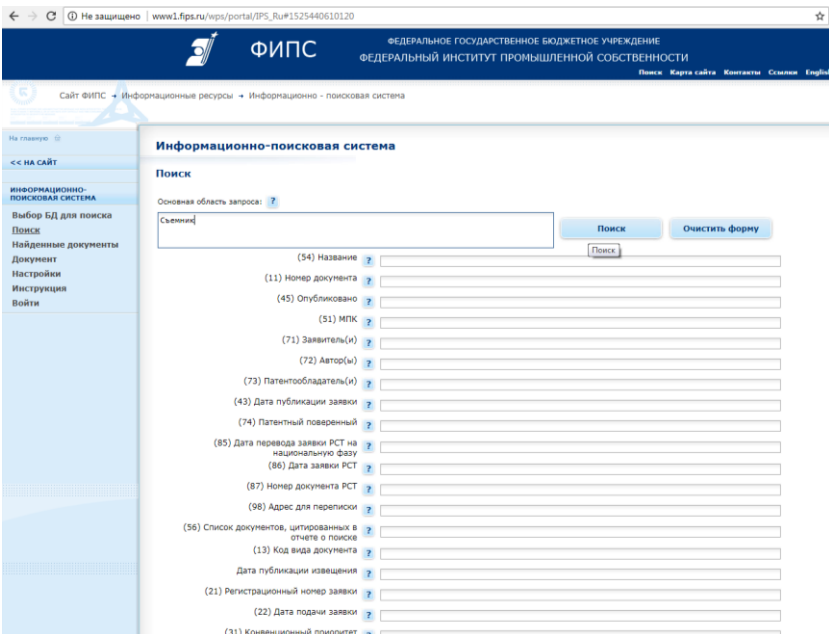 Не защищено www1.fips.ru/wps/portal/IPS_Ru#1525440610120
ФИПС
ФЕДЕРАЛЬНОЕ ГОСУДАРСТВЕННОЕ БЮДЖЕТНОЕ УЧРЕЖДЕНИЕ
ФЕДЕРАЛЬНЫЙ ИНСТИТУТ ПРОМЫШЛЕННОЙ СОБСТВЕННОСТИ
Поиск Карта сайта Контакты Ссылки English
Сайт ФИПС → Информационные ресурсы → Информационно - поисковая система
На главную
<< НА САЙТ
ИНФОРМАЦИОННО-
ПОИСКОВАЯ СИСТЕМА
Выбор БД для поиска
Поиск
Найденные документы
Документ
Настройки
Инструкция
Войти
Информационно-поисковая система
Поиск
Основная область запроса: ?
Съемник
Поиск Очистить форму
Поиск
(54) Название ?
(11) Номер документа ?
(45) Опубликовано ?
(51) МПК ?
(71) Заявитель(и) ?
(72) Автор(ы) ?
(73) Патентообладатель(и) ?
(43) Дата публикации заявки ?
(74) Патентный поверенный ?
(85) Дата перевода заявки РСТ на ?
национальную фазу
(86) Дата заявки РСТ ?
(87) Номер документа РСТ ?
(98) Адрес для переписки ?
(56) Список документов, цитированных в ?
отчете о поиске
(13) Код вида документа ?
Дата публикации извещения ?
(21) Регистрационный номер заявки ?
(22) Дата подачи заявки ?
(31) Конвенционный приоритет ?